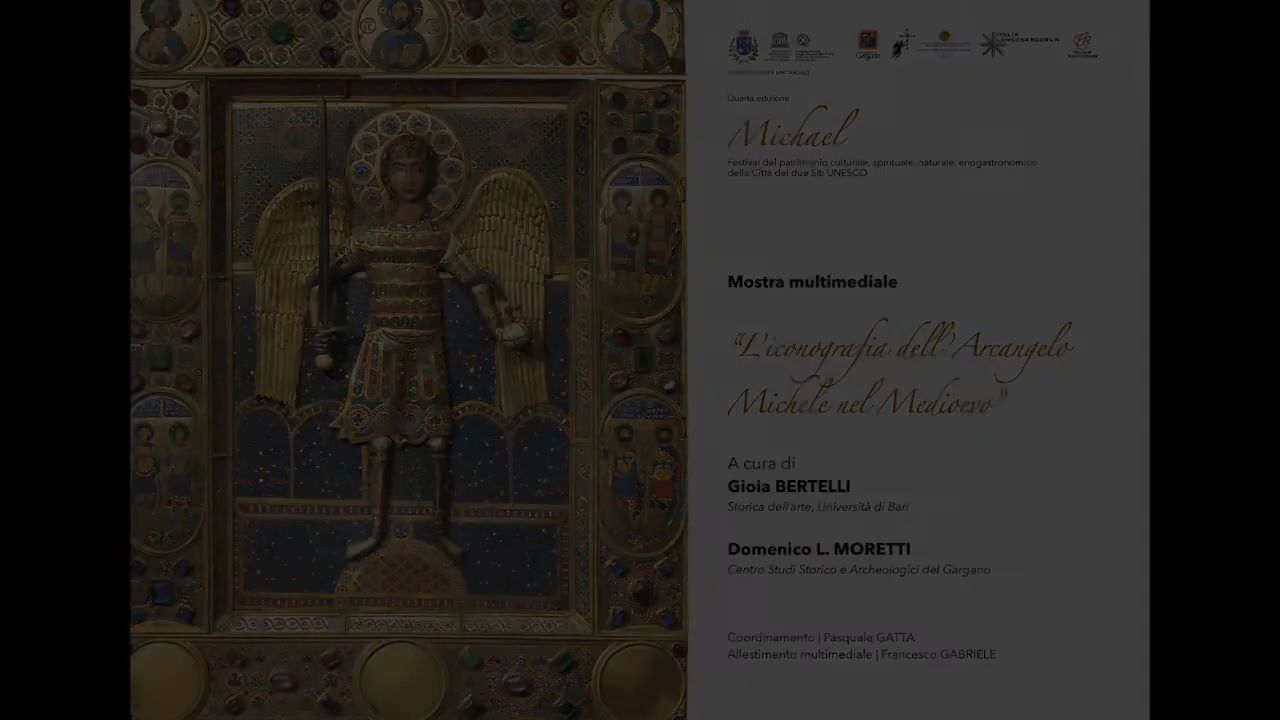 Gargano
Quarta edizione
Michael
Festival del patrimonio culturale, spirituale, naturale, enogastronomico
della Città dei due Siti UNESCO
Mostra multimediale
“L'iconografia dell'Arcangelo
Michele nel Medioevo”
A cura di
Gioia BERTELLI
Storica dell'arte, Università di Bari
Domenico L. MORETTI
Centro Studi Storico e Archeologici del Gargano
Coordinamento | Pasquale GATTA
Allestimento multimediale | Francesco GABRIELE